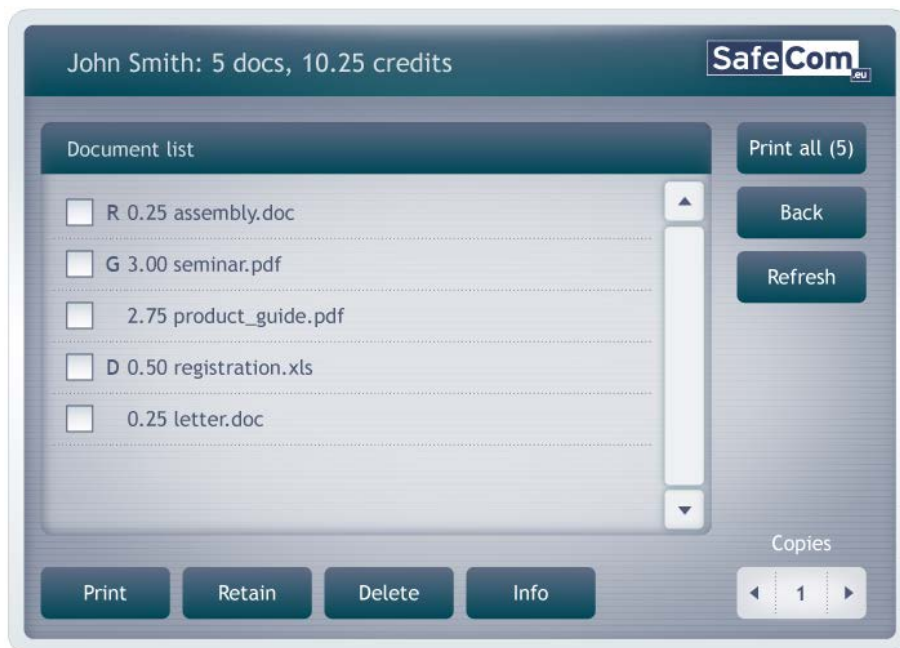 John Smith: 5 docs, 10.25 credits
SafeCom.eu
Document list
R 0.25 assembly.doc
G 3.00 seminar.pdf
2.75 product_guide.pdf
D 0.50 registration.xls
0.25 letter.doc
Print all (5)
Back
Refresh
Copies
1
Print Retain Delete Info